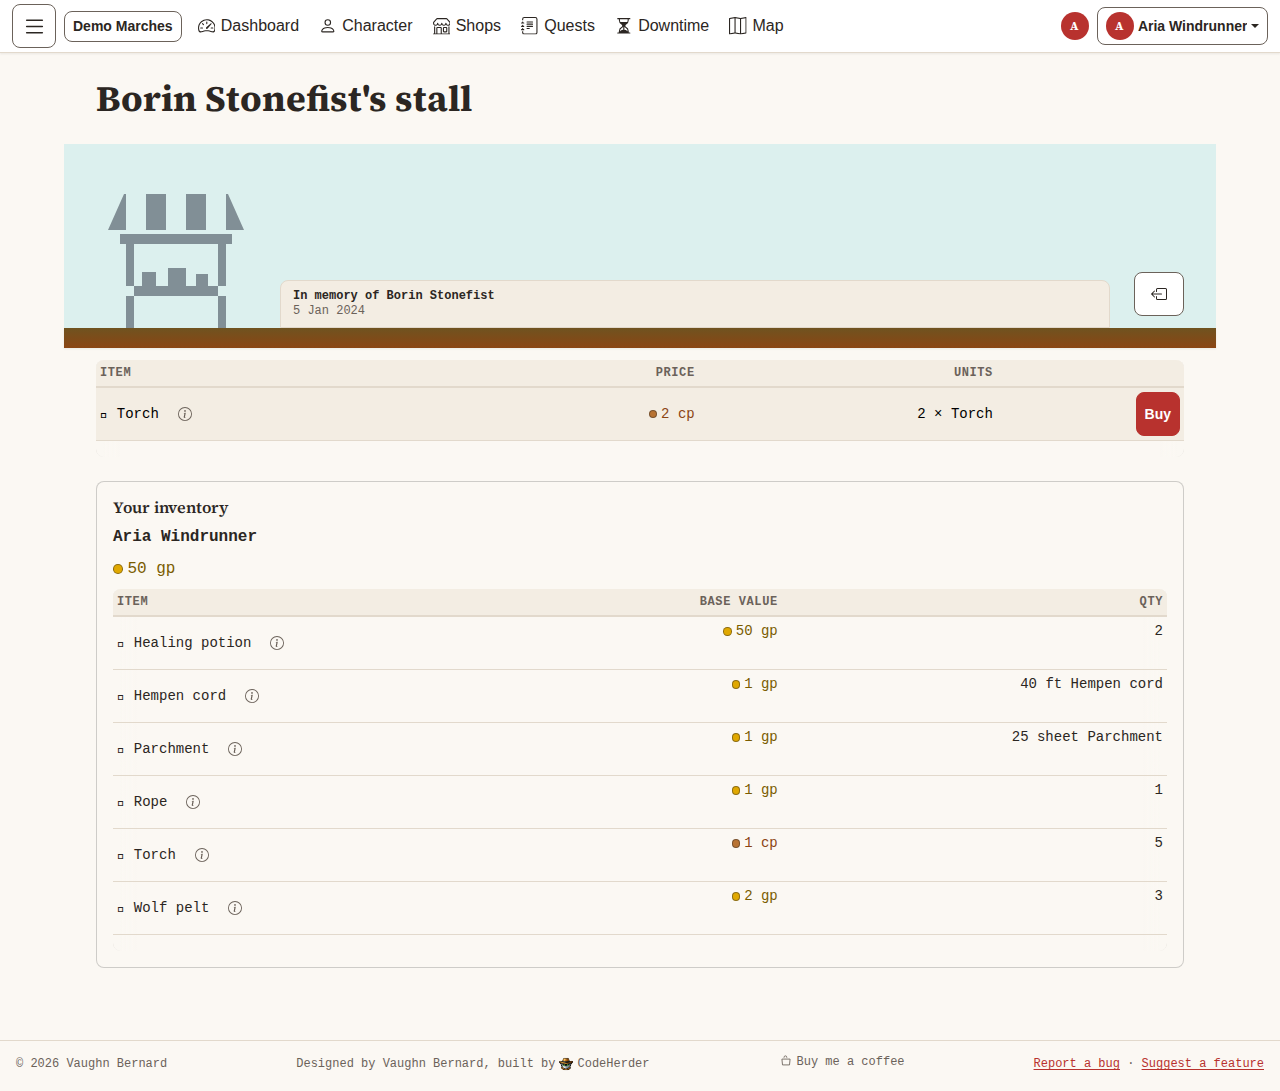 Demo Marches Dashboard Character Shops Quests Downtime Map A A Aria Windrunner
Borin Stonefist's stall
In memory of Borin Stonefist
5 Jan 2024
ITEM PRICE UNITS
Torch 2 cp 2 × Torch Buy
Your inventory
Aria Windrunner
50 gp
ITEM BASE VALUE QTY
Healing potion 50 gp 2
Hempen cord 1 gp 40 ft Hempen cord
Parchment 1 gp 25 sheet Parchment
Rope 1 gp 1
Torch 1 cp 5
Wolf pelt 2 gp 3
© 2026 Vaughn Bernard Designed by Vaughn Bernard, built by CodeHerder Buy me a coffee Report a bug · Suggest a feature